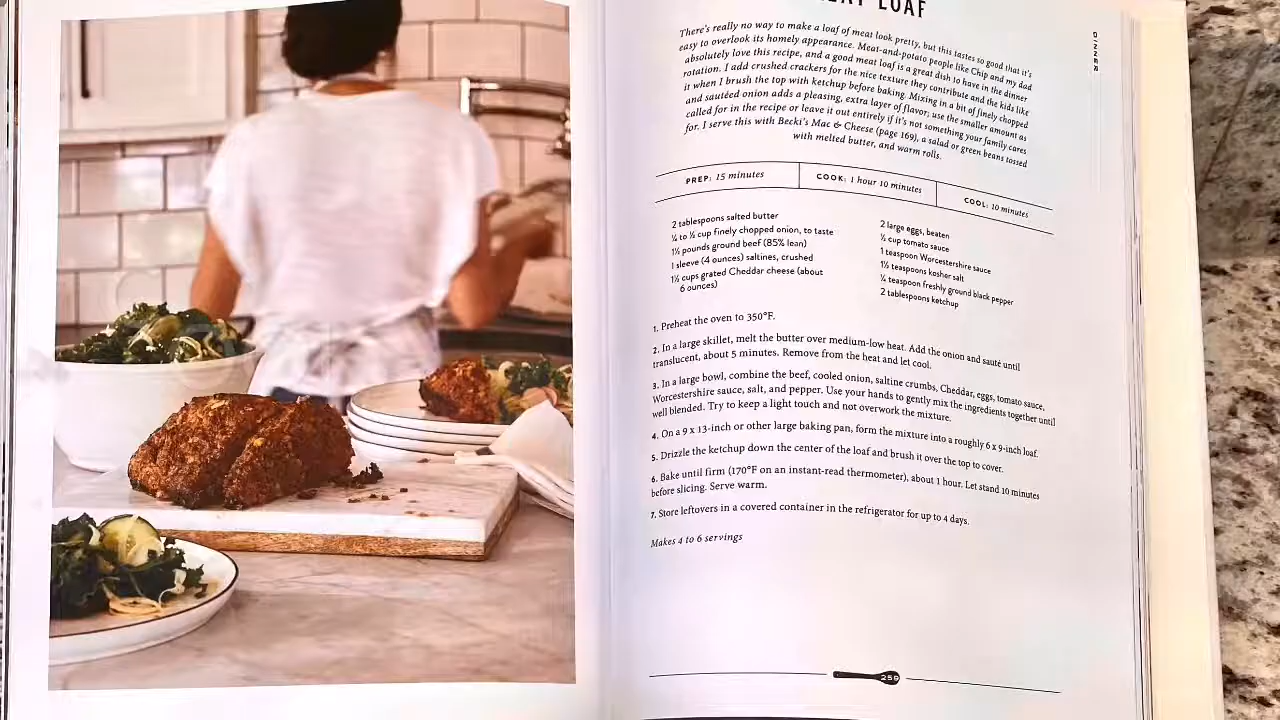 LOAF
There's really no way to make a loaf of meat look pretty, but this tastes so good that it's
easy to overlook its homely appearance. Meat-and-potato people like Chip and my dad
absolutely love this recipe, and a good meat loaf is a great dish to have in the dinner
rotation. I add crushed crackers for the nice texture they contribute and the kids like
it when I brush the top with ketchup before baking. Mixing in a bit of finely chopped
and sautéed onion adds a pleasing, extra layer of flavor; use the smaller amount as
called for in the recipe or leave it out entirely if it's not something your family cares
for. I serve this with Becki's Mac & Cheese (page 169), a salad or green beans tossed
with melted butter, and warm rolls.
DINNER
PREP: 15 minutes
COOK: 1 hour 10 minutes
COOL: 10 minutes
2 tablespoons salted butter
¼ to ½ cup finely chopped onion, to taste
1½ pounds ground beef (85% lean)
1 sleeve (4 ounces) saltines, crushed
1½ cups grated Cheddar cheese (about
6 ounces)
2 large eggs, beaten
½ cup tomato sauce
1 teaspoon Worcestershire sauce
1½ teaspoons kosher salt
¼ teaspoon freshly ground black pepper
2 tablespoons ketchup
1. Preheat the oven to 350°F.
2. In a large skillet, melt the butter over medium-low heat. Add the onion and sauté until
translucent, about 5 minutes. Remove from the heat and let cool.
3. In a large bowl, combine the beef, cooled onion, saltine crumbs, Cheddar, eggs, tomato sauce,
Worcestershire sauce, salt, and pepper. Use your hands to gently mix the ingredients together until
well blended. Try to keep a light touch and not overwork the mixture.
4. On a 9 x 13-inch or other large baking pan, form the mixture into a roughly 6 x 9-inch loaf.
5. Drizzle the ketchup down the center of the loaf and brush it over the top to cover.
6. Bake until firm (170°F on an instant-read thermometer), about 1 hour. Let stand 10 minutes
before slicing. Serve warm.
7. Store leftovers in a covered container in the refrigerator for up to 4 days.
Makes 4 to 6 servings
259